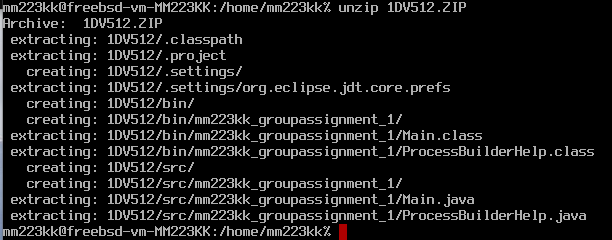 mm223kk@freebsd-vm-MM223KK:/home/mm223kk% unzip 1DV512.ZIP
Archive:  1DV512.ZIP
 extracting: 1DV512/.classpath
 extracting: 1DV512/.project
   creating: 1DV512/.settings/
 extracting: 1DV512/.settings/org.eclipse.jdt.core.prefs
   creating: 1DV512/bin/
   creating: 1DV512/bin/mm223kk_groupassignment_1/
 extracting: 1DV512/bin/mm223kk_groupassignment_1/Main.class
 extracting: 1DV512/bin/mm223kk_groupassignment_1/ProcessBuilderHelp.class
   creating: 1DV512/src/
   creating: 1DV512/src/mm223kk_groupassignment_1/
 extracting: 1DV512/src/mm223kk_groupassignment_1/Main.java
 extracting: 1DV512/src/mm223kk_groupassignment_1/ProcessBuilderHelp.java
mm223kk@freebsd-vm-MM223KK:/home/mm223kk%